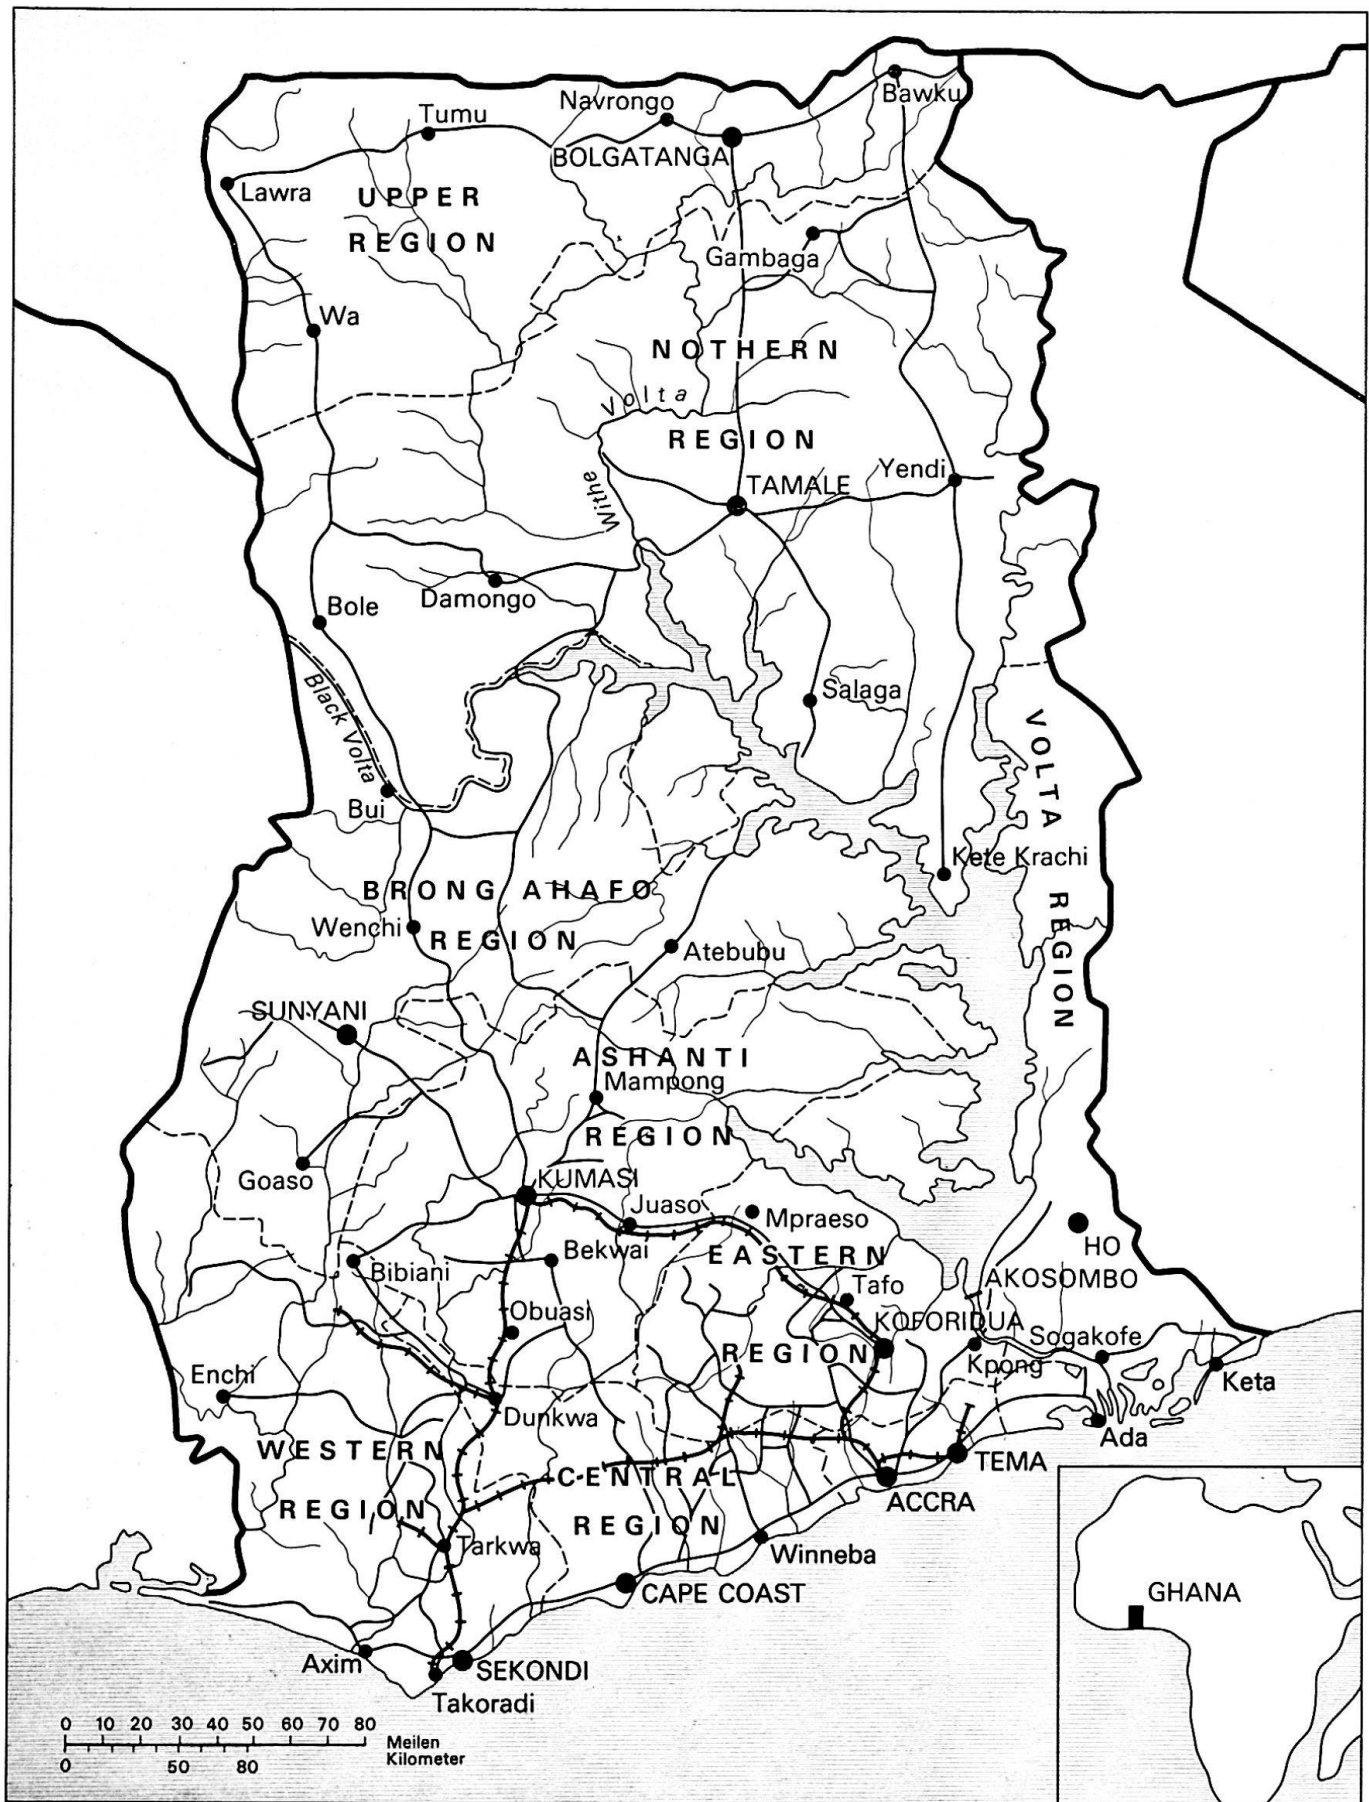 Bawku
Navrongo
Tumu
BOLGATANGA
Lawra
UPPER
REGION
Gambaga
Wa
NOTHERN
Volta
REGION
Yendi
TAMALE
Withe
Damongo
Bole
Salaga
Black Volta
VOLTA REGION
Bui
Kete Krachi
BRONG AHAFO
Wenchi
REGION
Atebubu
SUNYANI
ASHANTI
Mampong
REGION
Goaso
KUMASI
Juaso
Mpraeso
HO
Bekwai
EASTERN
Bibiani
AKOSOMBO
Tafo
Obuasi
KOFORIDUA
Sogakofe
REGION
Kpong
Enchi
Keta
Dunkwa
Ada
WESTERN
TEMA
CENTRAL
ACCRA
REGION
REGION
Tarkwa
Winneba
CAPE COAST
GHANA
Axim
SEKONDI
Takoradi
0 10 20 30 40 50 60 70 80
Meilen
Kilometer
0 50 80